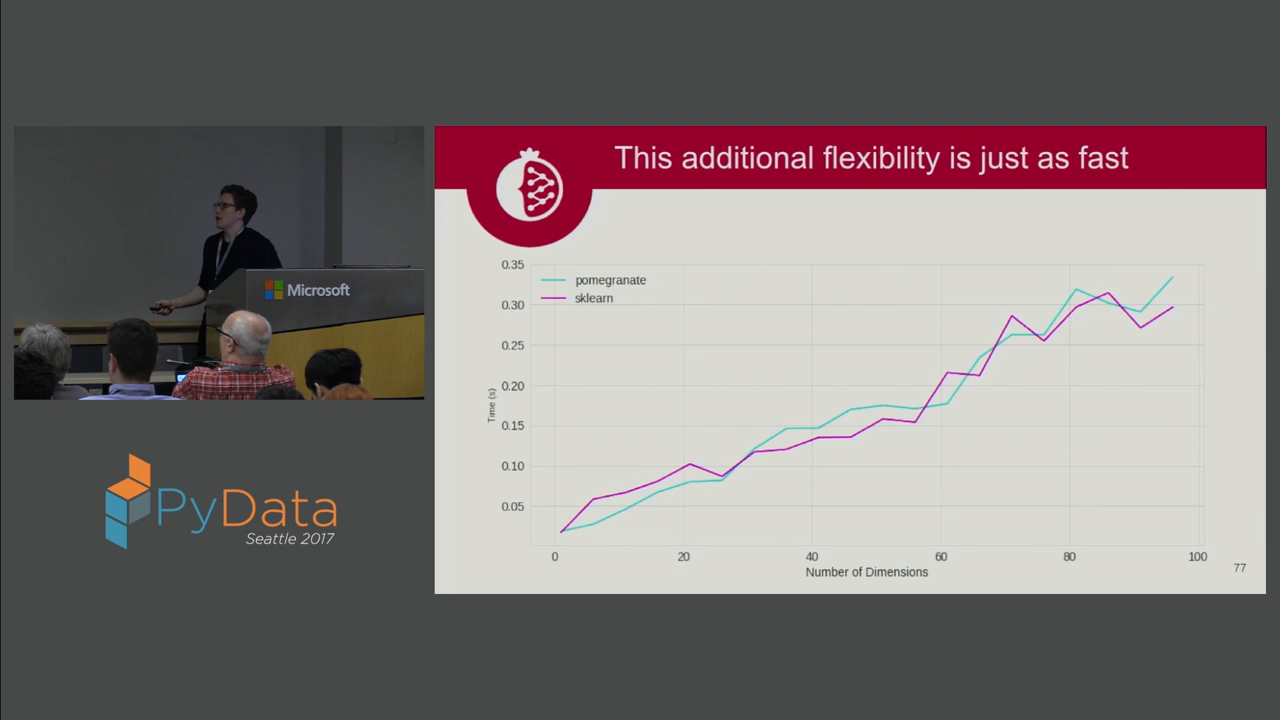 This additional flexibility is just as fast
Microsoft
PyData
Seattle 2017
pomegranate
sklearn
0.35
0.30
0.25
0.20
0.15
0.10
0.05
Time (s)
0 20 40 60 80 100
Number of Dimensions
77